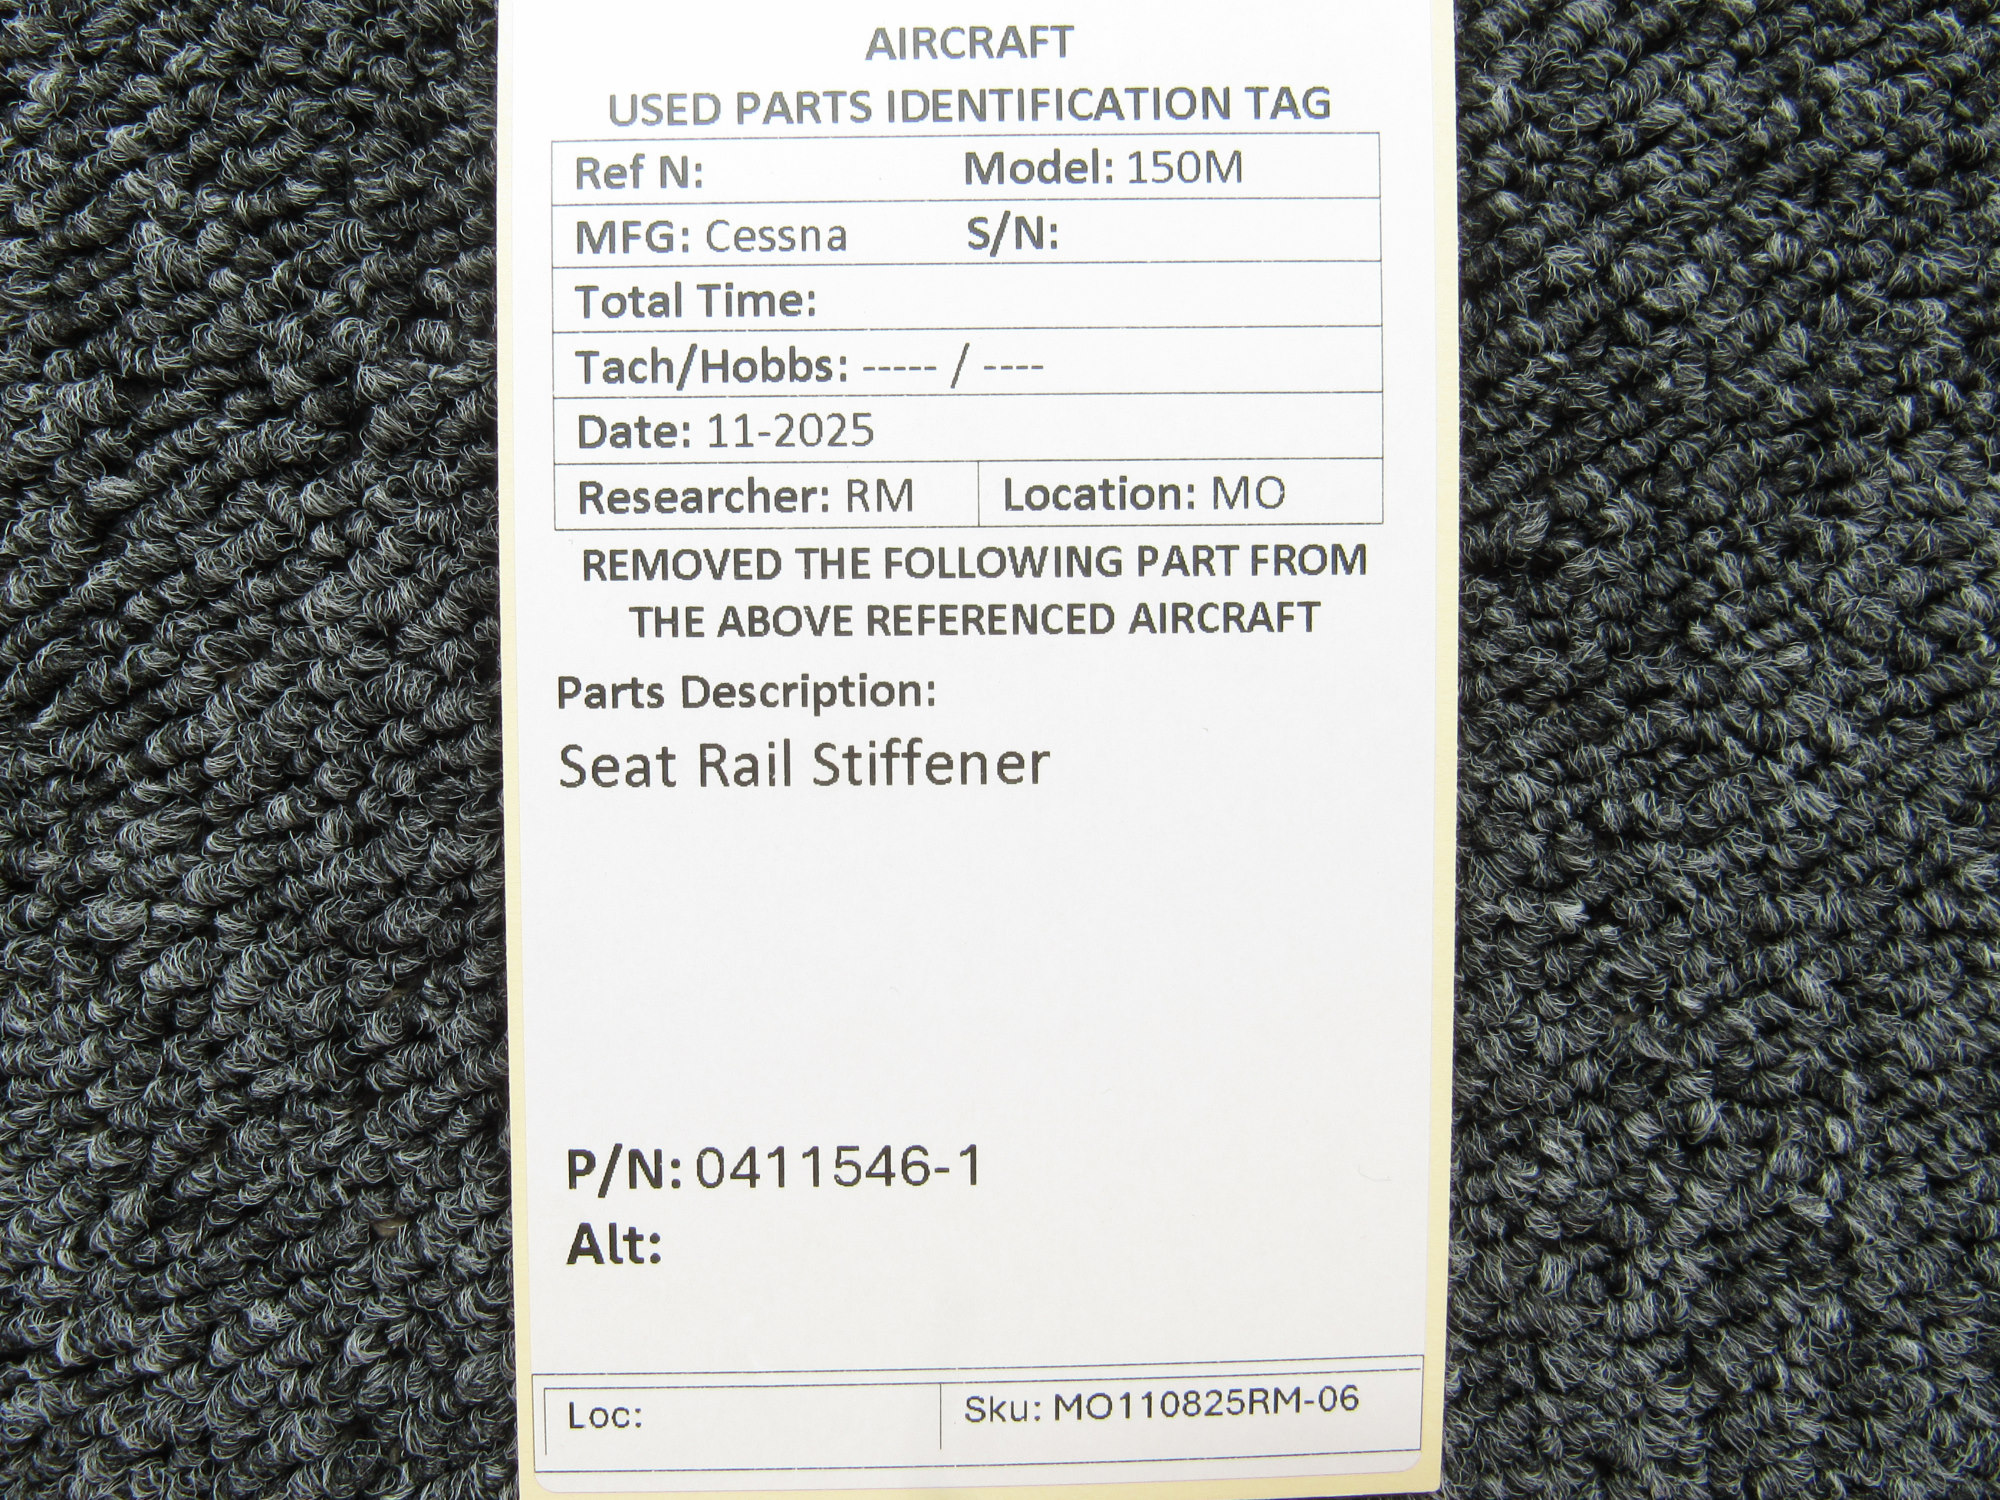 AIRCRAFT
USED PARTS IDENTIFICATION TAG
Ref N: Model: 150M
MFG: Cessna S/N:
Total Time:
Tach/Hobbs: ----- / ----
Date: 11-2025
Researcher: RM Location: MO
REMOVED THE FOLLOWING PART FROM
THE ABOVE REFERENCED AIRCRAFT
Parts Description:
Seat Rail Stiffener
P/N: 0411546-1
Alt:
Loc: Sku: MO110825RM-06